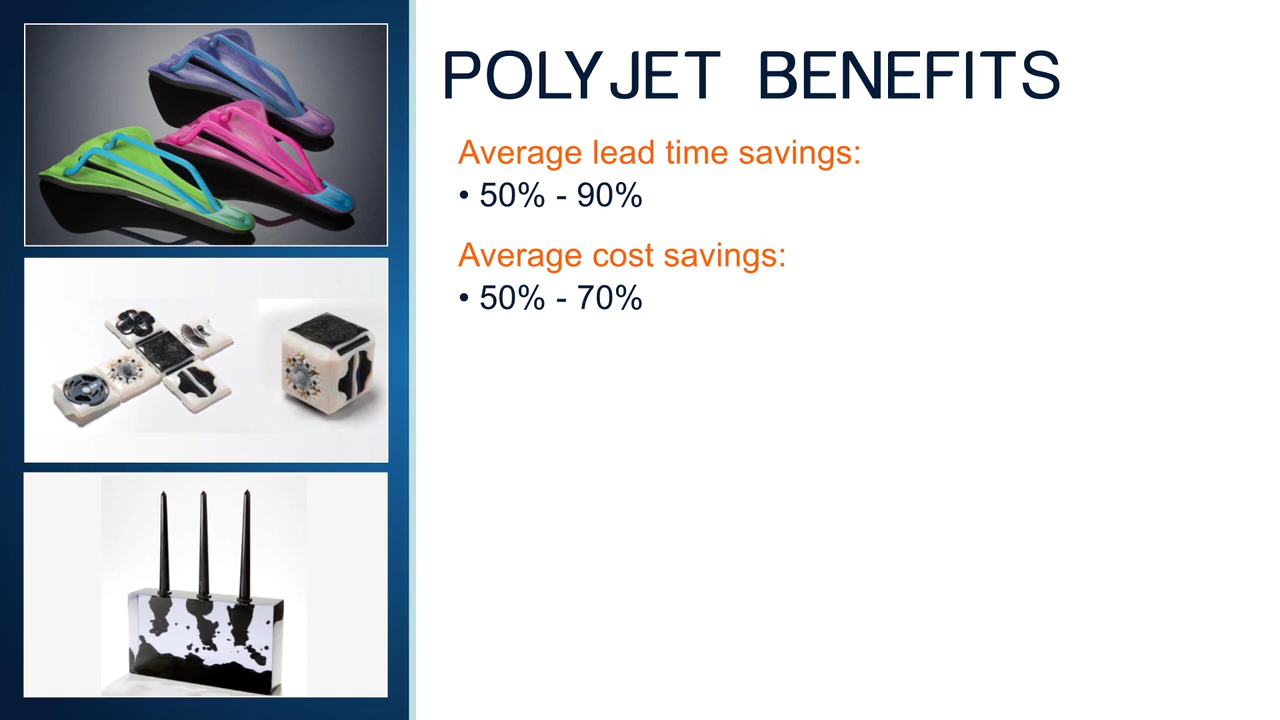 POLYJET BENEFITS
Average lead time savings:
• 50% - 90%
Average cost savings:
• 50% - 70%